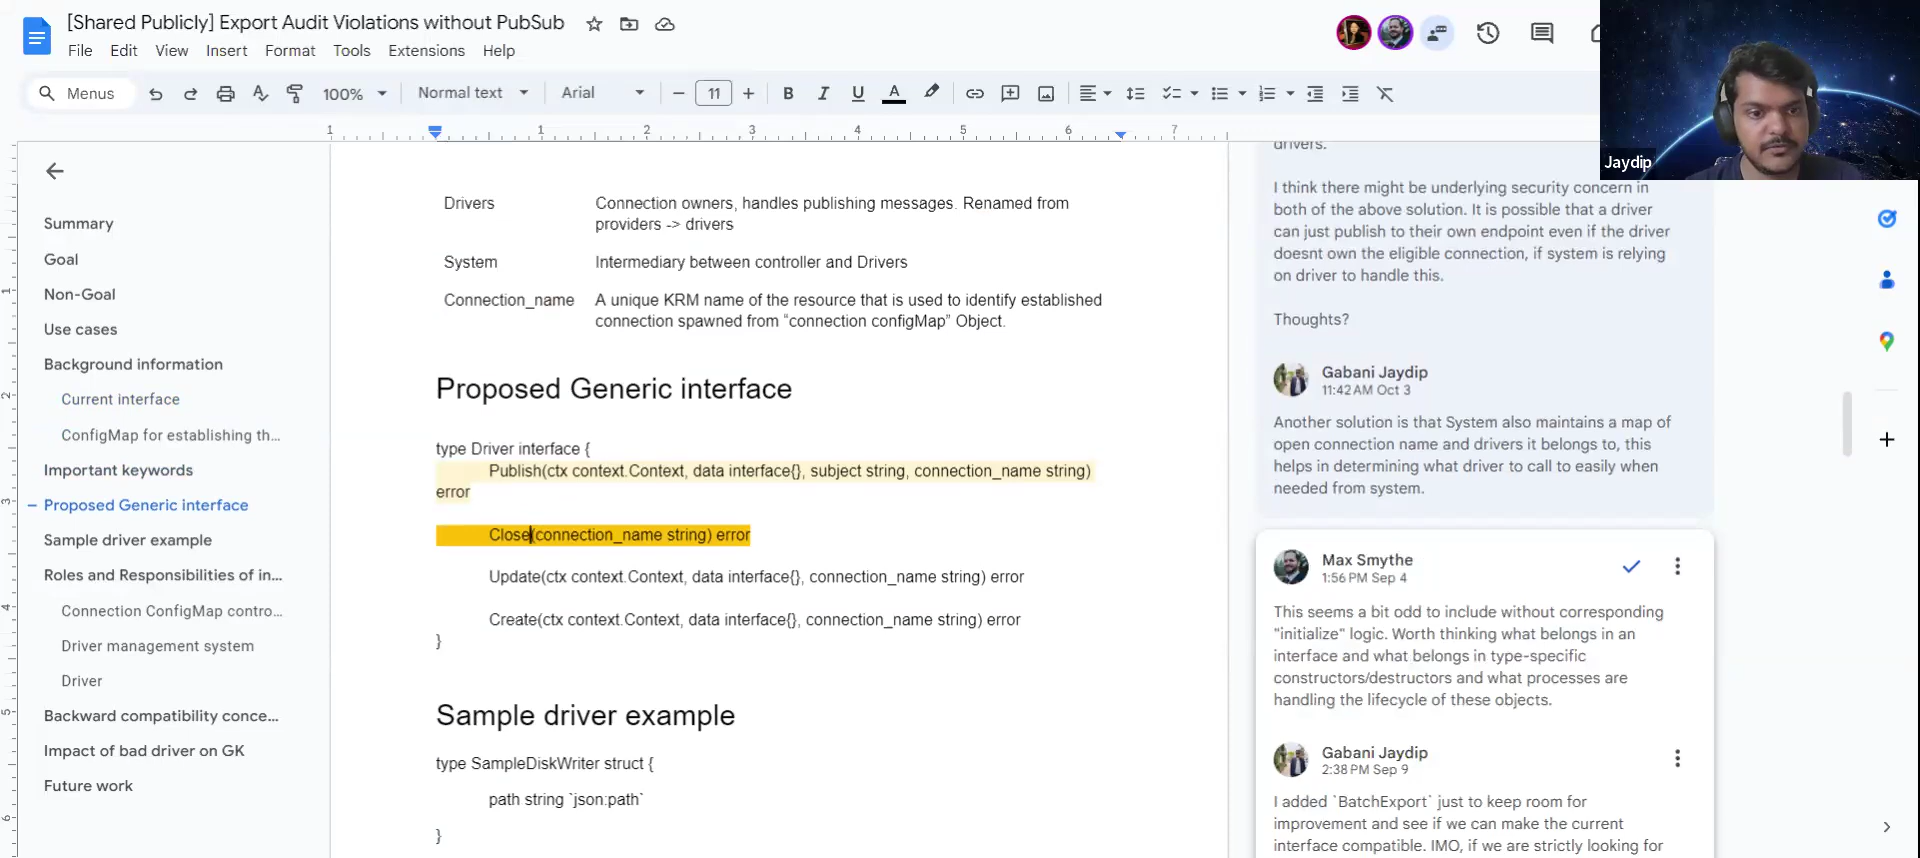 [Shared Publicly] Export Audit Violations without PubSub
File Edit View Insert Format Tools Extensions Help
Menus 100% Normal text Arial 11 B I U A
1 1 2 3 4 5 6 7
Jaydip
Summary
Goal
Non-Goal
Use cases
Background information
Current interface
ConfigMap for establishing th...
Important keywords
Proposed Generic interface
Sample driver example
Roles and Responsibilities of in...
Connection ConfigMap contro...
Driver management system
Driver
Backward compatibility conce...
Impact of bad driver on GK
Future work
1
2
3
4
5
6
Drivers Connection owners, handles publishing messages. Renamed from
providers -> drivers
System Intermediary between controller and Drivers
Connection_name A unique KRM name of the resource that is used to identify established
connection spawned from “connection configMap” Object.
Proposed Generic interface
type Driver interface {
Publish(ctx context.Context, data interface{}, subject string, connection_name string)
error
Close(connection_name string) error
Update(ctx context.Context, data interface{}, connection_name string) error
Create(ctx context.Context, data interface{}, connection_name string) error
}
Sample driver example
type SampleDiskWriter struct {
path string `json:path`
}
drivers.
I think there might be underlying security concern in
both of the above solution. It is possible that a driver
can just publish to their own endpoint even if the driver
doesnt own the eligible connection, if system is relying
on driver to handle this.
Thoughts?
Gabani Jaydip
11:42 AM Oct 3
Another solution is that System also maintains a map of
open connection name and drivers it belongs to, this
helps in determining what driver to call to easily when
needed from system.
Max Smythe
1:56 PM Sep 4
This seems a bit odd to include without corresponding
"initialize" logic. Worth thinking what belongs in an
interface and what belongs in type-specific
constructors/destructors and what processes are
handling the lifecycle of these objects.
Gabani Jaydip
2:38 PM Sep 9
I added `BatchExport` just to keep room for
improvement and see if we can make the current
interface compatible. IMO, if we are strictly looking for